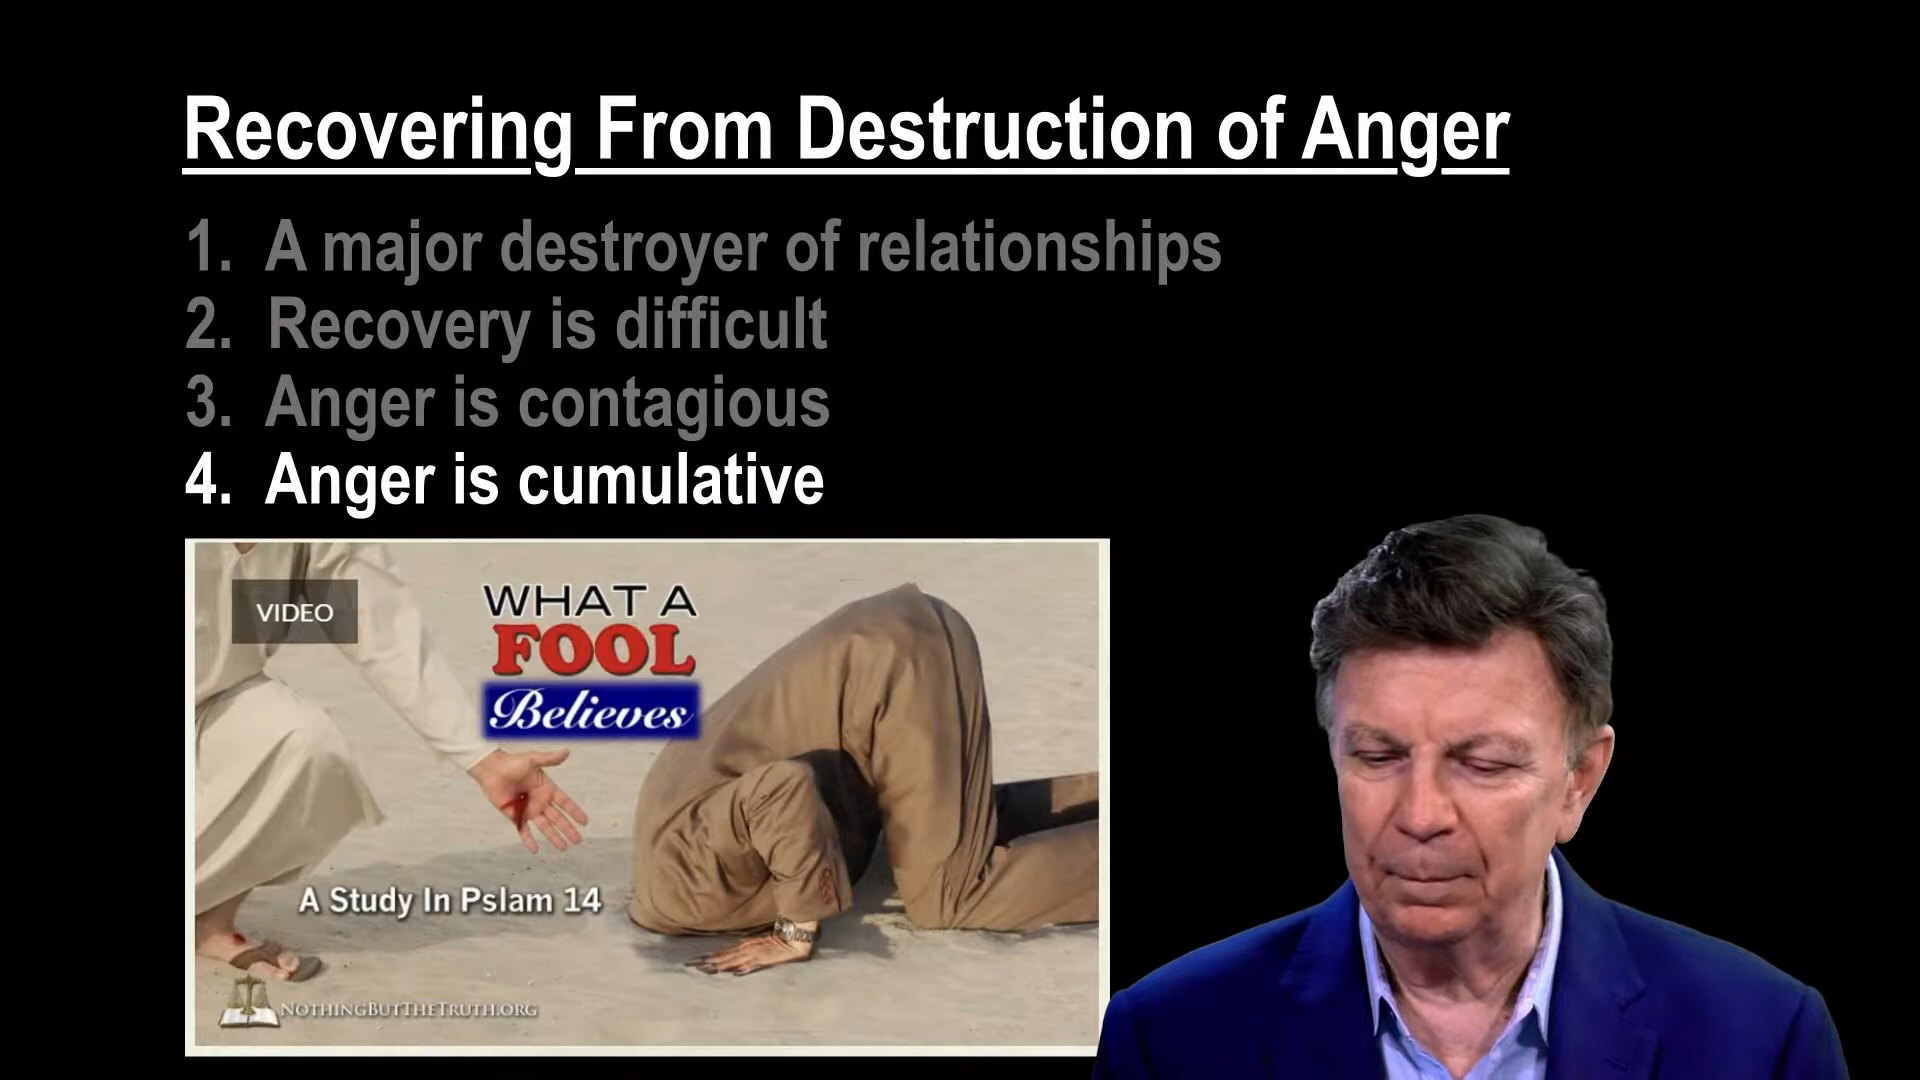 Recovering From Destruction of Anger
1. A major destroyer of relationships
2. Recovery is difficult
3. Anger is contagious
4. Anger is cumulative
VIDEO
WHAT A
FOOL
Believes
A Study In Pslam 14
NOTHINGBUTTHETRUTH.ORG